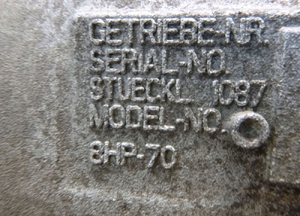 GETRIEBE-NR.
SERIAL-NO.
STUECKL 1087
MODEL-NO.
8HP-70